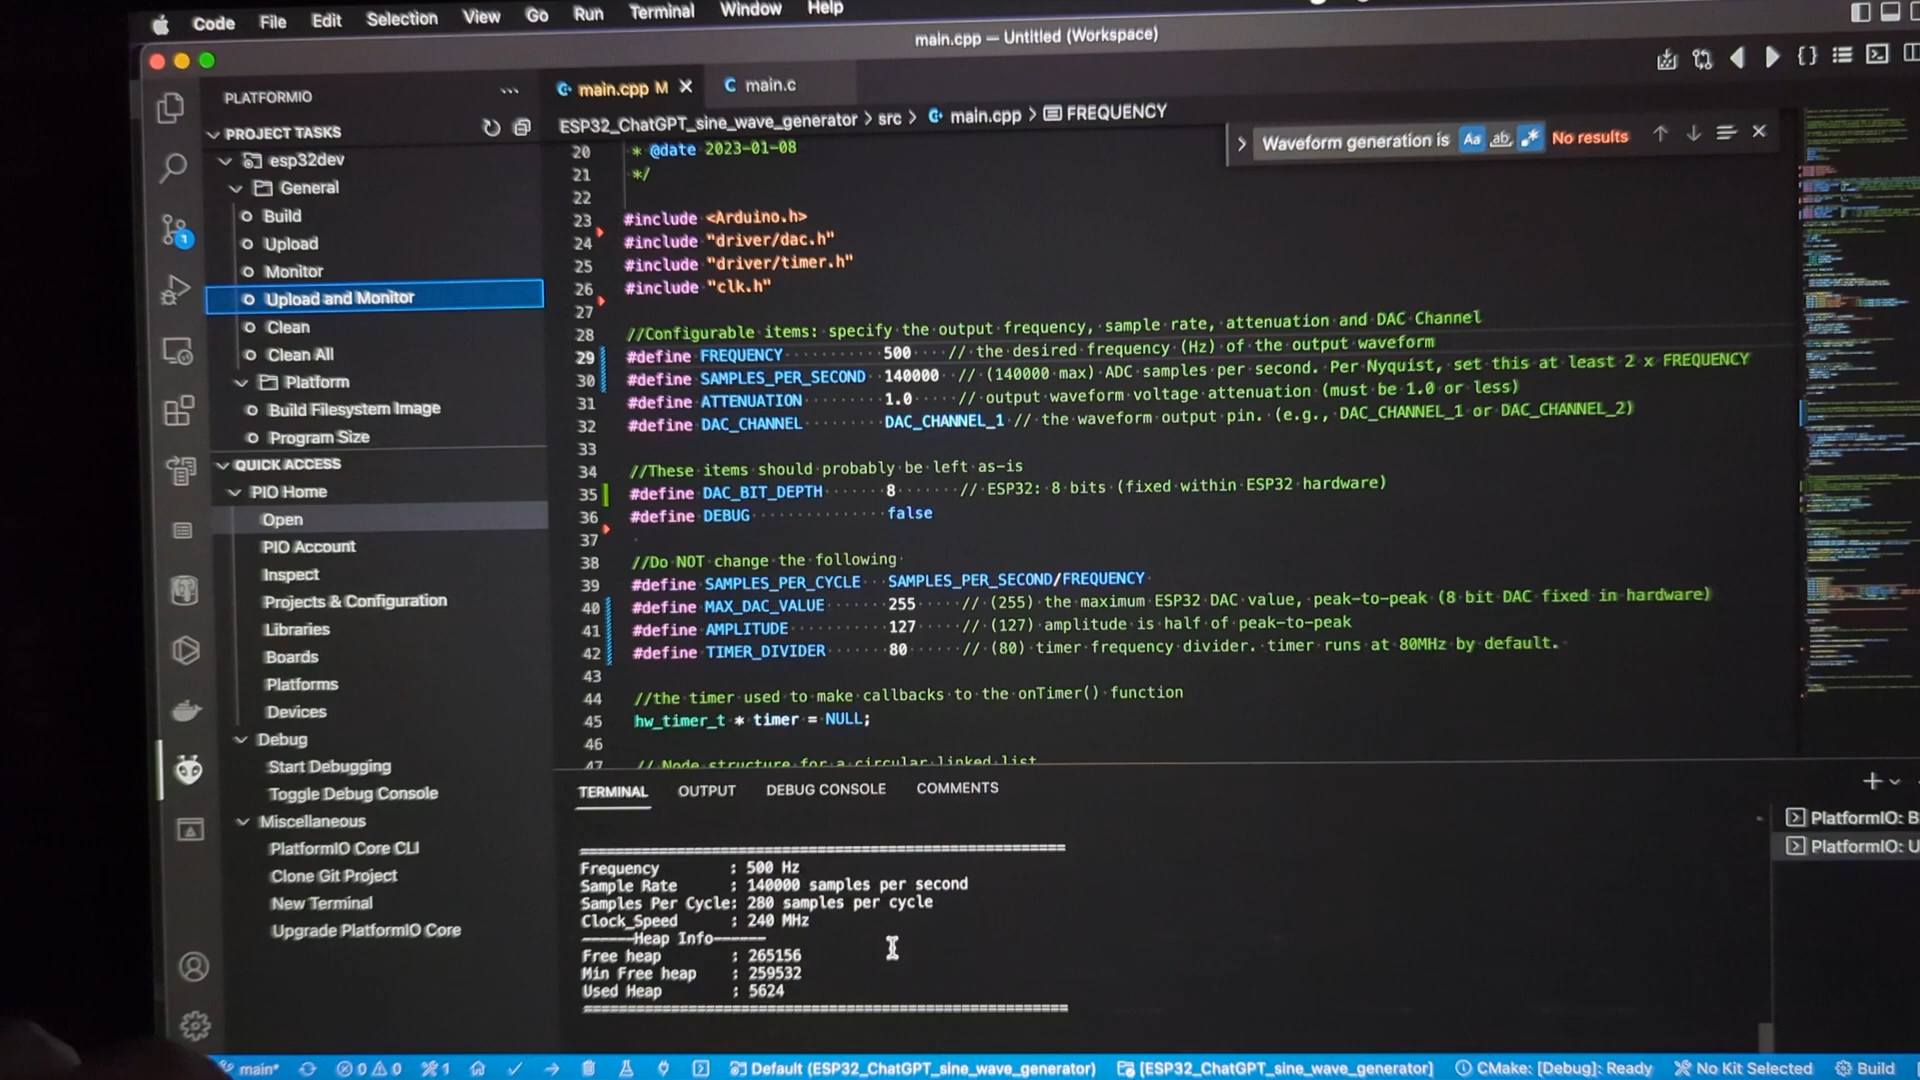 Code File Edit Selection View Go Run Terminal Window Help
main.cpp — Untitled (Workspace)
PLATFORMIO ...
main.cpp M
C main.c
PROJECT TASKS
ESP32_ChatGPT_sine_wave_generator > src > main.cpp > FREQUENCY
Waveform generation is Aa ab .* No results
esp32dev
General
Build
Upload
Monitor
Upload and Monitor
Clean
Clean All
Platform
Build Filesystem Image
Program Size
QUICK ACCESS
PIO Home
Open
PIO Account
Inspect
Projects & Configuration
Libraries
Boards
Platforms
Devices
Debug
Start Debugging
Toggle Debug Console
Miscellaneous
PlatformIO Core CLI
Clone Git Project
New Terminal
Upgrade PlatformIO Core
1
20 * @date 2023-01-08
21 */
22
23 #include <Arduino.h>
24 #include "driver/dac.h"
25 #include "driver/timer.h"
26 #include "clk.h"
27
28 //Configurable items: specify the output frequency, sample rate, attenuation and DAC Channel
29 #define FREQUENCY 500 // the desired frequency (Hz) of the output waveform
30 #define SAMPLES_PER_SECOND 140000 // (140000 max) ADC samples per second. Per Nyquist, set this at least 2 x FREQUENCY
31 #define ATTENUATION 1.0 // output waveform voltage attenuation (must be 1.0 or less)
32 #define DAC_CHANNEL DAC_CHANNEL_1 // the waveform output pin. (e.g., DAC_CHANNEL_1 or DAC_CHANNEL_2)
33
34 //These items should probably be left as-is
35 #define DAC_BIT_DEPTH 8 // ESP32: 8 bits (fixed within ESP32 hardware)
36 #define DEBUG false
37
38 //Do NOT change the following
39 #define SAMPLES_PER_CYCLE SAMPLES_PER_SECOND/FREQUENCY
40 #define MAX_DAC_VALUE 255 // (255) the maximum ESP32 DAC value, peak-to-peak (8 bit DAC fixed in hardware)
41 #define AMPLITUDE 127 // (127) amplitude is half of peak-to-peak
42 #define TIMER_DIVIDER 80 // (80) timer frequency divider. timer runs at 80MHz by default.
43
44 //the timer used to make callbacks to the onTimer() function
45 hw_timer_t * timer = NULL;
46
47 // Node structure for a circular linked list
TERMINAL OUTPUT DEBUG CONSOLE COMMENTS
PlatformIO: B
PlatformIO: U
Frequency : 500 Hz
Sample Rate : 140000 samples per second
Samples Per Cycle: 280 samples per cycle
Clock_Speed : 240 MHz
------Heap Info------
Free heap : 265156
Min Free heap : 259532
Used Heap : 5624
main* 0 0 1 Default (ESP32_ChatGPT_sine_wave_generator) [ESP32_ChatGPT_sine_wave_generator] CMake: [Debug]: Ready No Kit Selected Build